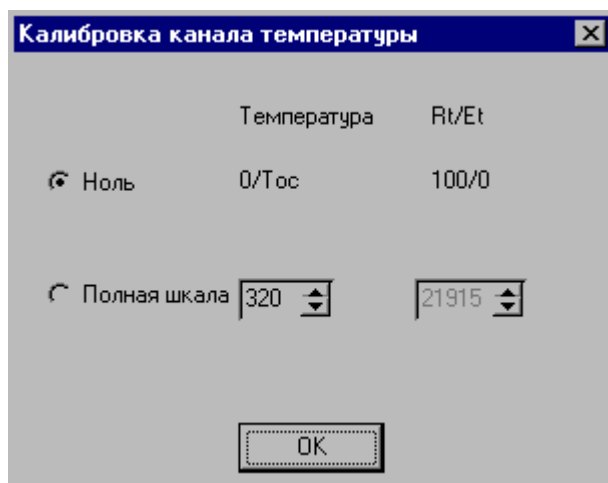 Калибровка канала температуры
Температура Rt/Et
Ноль 0/Тос 100/0
Полная шкала 320 21915
OK